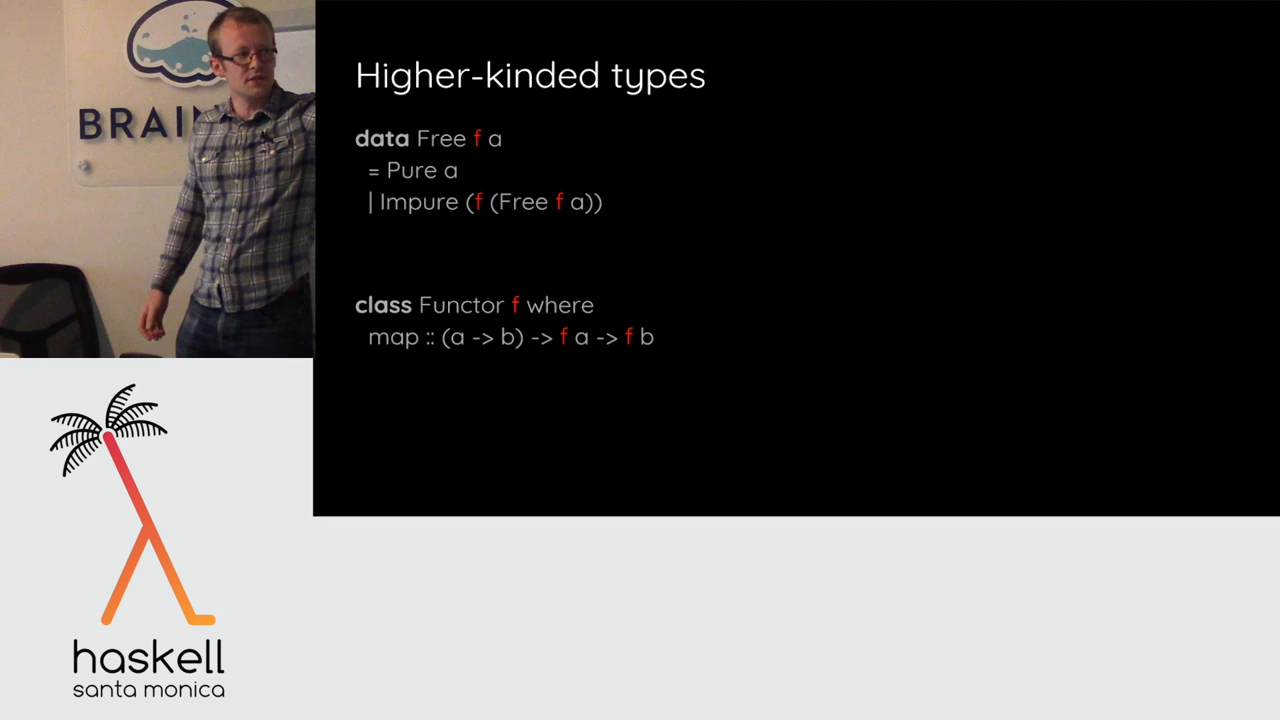 BRAIN
Higher-kinded types
data Free f a
= Pure a
| Impure (f (Free f a))
class Functor f where
map :: (a -> b) -> f a -> f b
haskell
santa monica